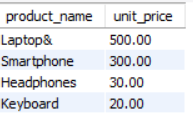 product_name unit_price
Laptop& 500.00
Smartphone 300.00
Headphones 30.00
Keyboard 20.00